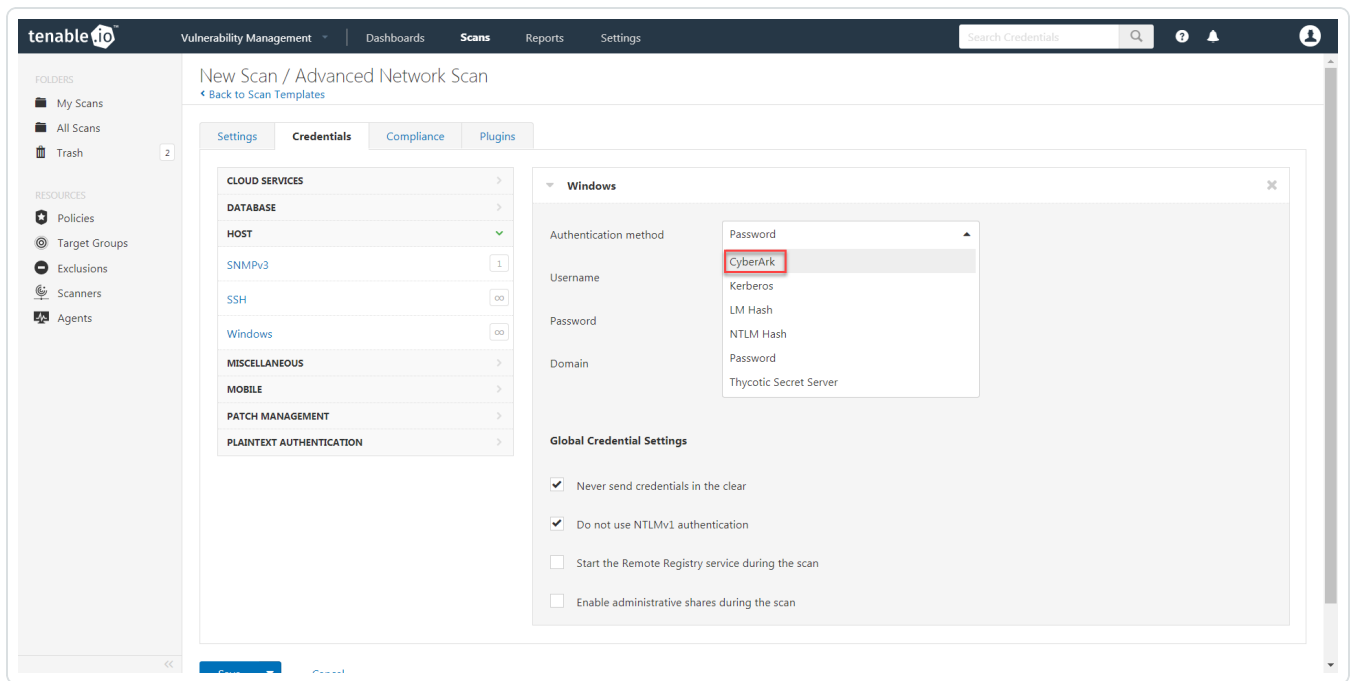 tenable.io™
Vulnerability Management
Dashboards
Scans
Reports
Settings
Search Credentials
FOLDERS
My Scans
All Scans
Trash 2
RESOURCES
Policies
Target Groups
Exclusions
Scanners
Agents
New Scan / Advanced Network Scan
Back to Scan Templates
Settings
Credentials
Compliance
Plugins
CLOUD SERVICES
DATABASE
HOST
SNMPv3 1
SSH ∞
Windows ∞
MISCELLANEOUS
MOBILE
PATCH MANAGEMENT
PLAINTEXT AUTHENTICATION
Windows
Authentication method
Password
CyberArk
Kerberos
LM Hash
NTLM Hash
Password
Thycotic Secret Server
Username
Password
Domain
Global Credential Settings
Never send credentials in the clear
Do not use NTLMv1 authentication
Start the Remote Registry service during the scan
Enable administrative shares during the scan
Save
Cancel